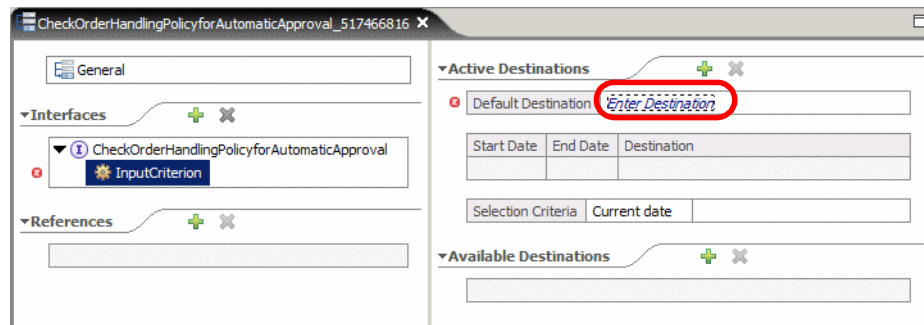 CheckOrderHandlingPolicyforAutomaticApproval_517466816
General
Interfaces
CheckOrderHandlingPolicyforAutomaticApproval
InputCriterion
References
Active Destinations
Default Destination Enter Destination
Start Date End Date Destination
Selection Criteria Current date
Available Destinations